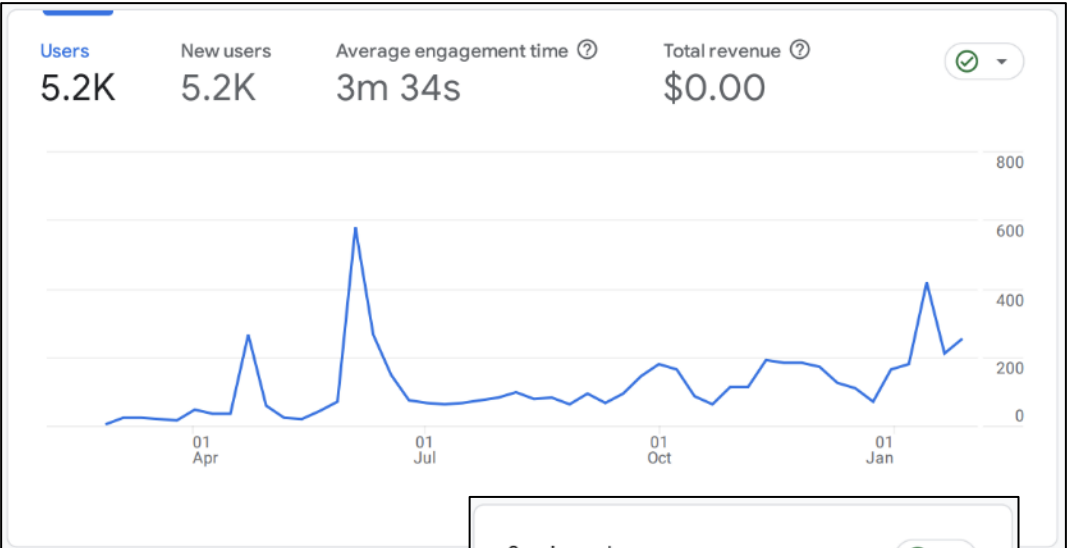 Users New users Average engagement time Total revenue
5.2K 5.2K 3m 34s $0.00
800
600
400
200
0
01 01 01 01
Apr Jul Oct Jan